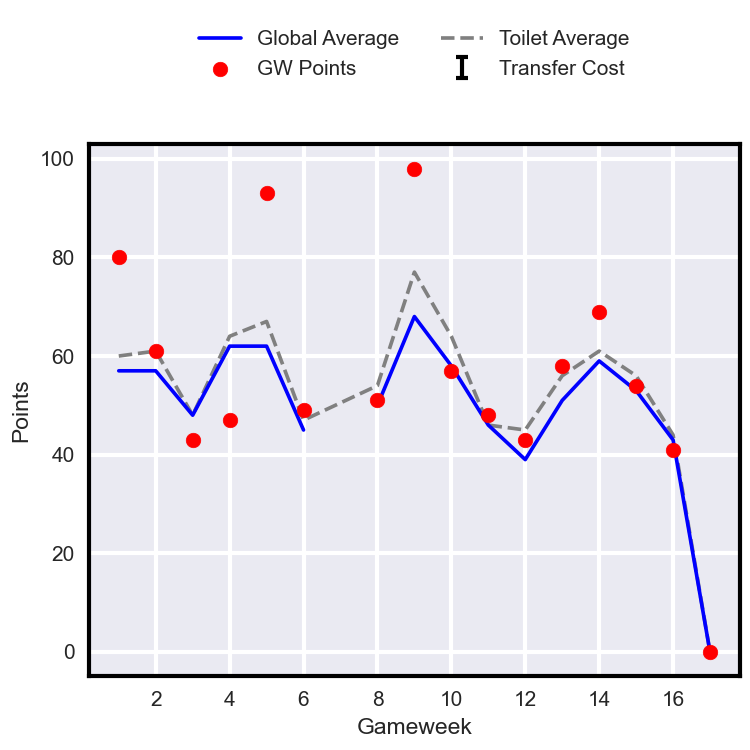 Global Average
Toilet Average
GW Points
Transfer Cost
100
80
60
40
20
0
Points
2 4 6 8 10 12 14 16
Gameweek